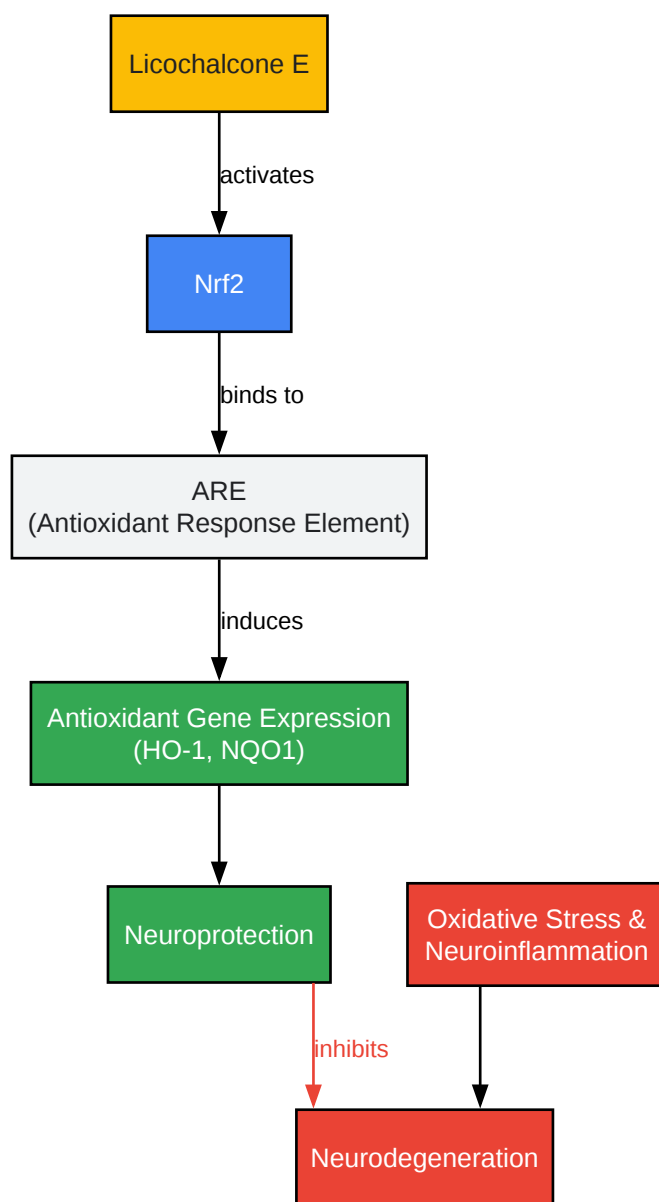 Licochalcone E
activates
Nrf2
binds to
ARE
(Antioxidant Response Element)
induces
Antioxidant Gene Expression
(HO-1, NQO1)
Neuroprotection
Oxidative Stress &
Neuroinflammation
inhibits
Neurodegeneration